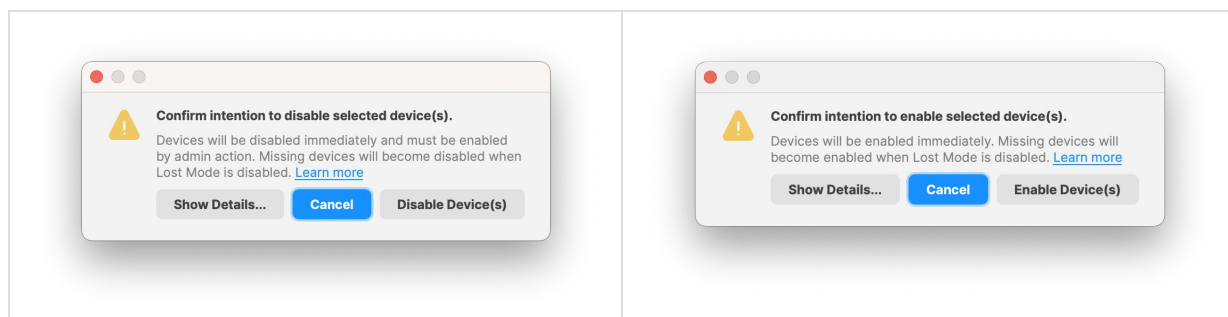 Confirm intention to disable selected device(s).
Devices will be disabled immediately and must be enabled
by admin action. Missing devices will become disabled when
Lost Mode is disabled. Learn more
Show Details... Cancel Disable Device(s)
Confirm intention to enable selected device(s).
Devices will be enabled immediately. Missing devices will
become enabled when Lost Mode is disabled. Learn more
Show Details... Cancel Enable Device(s)